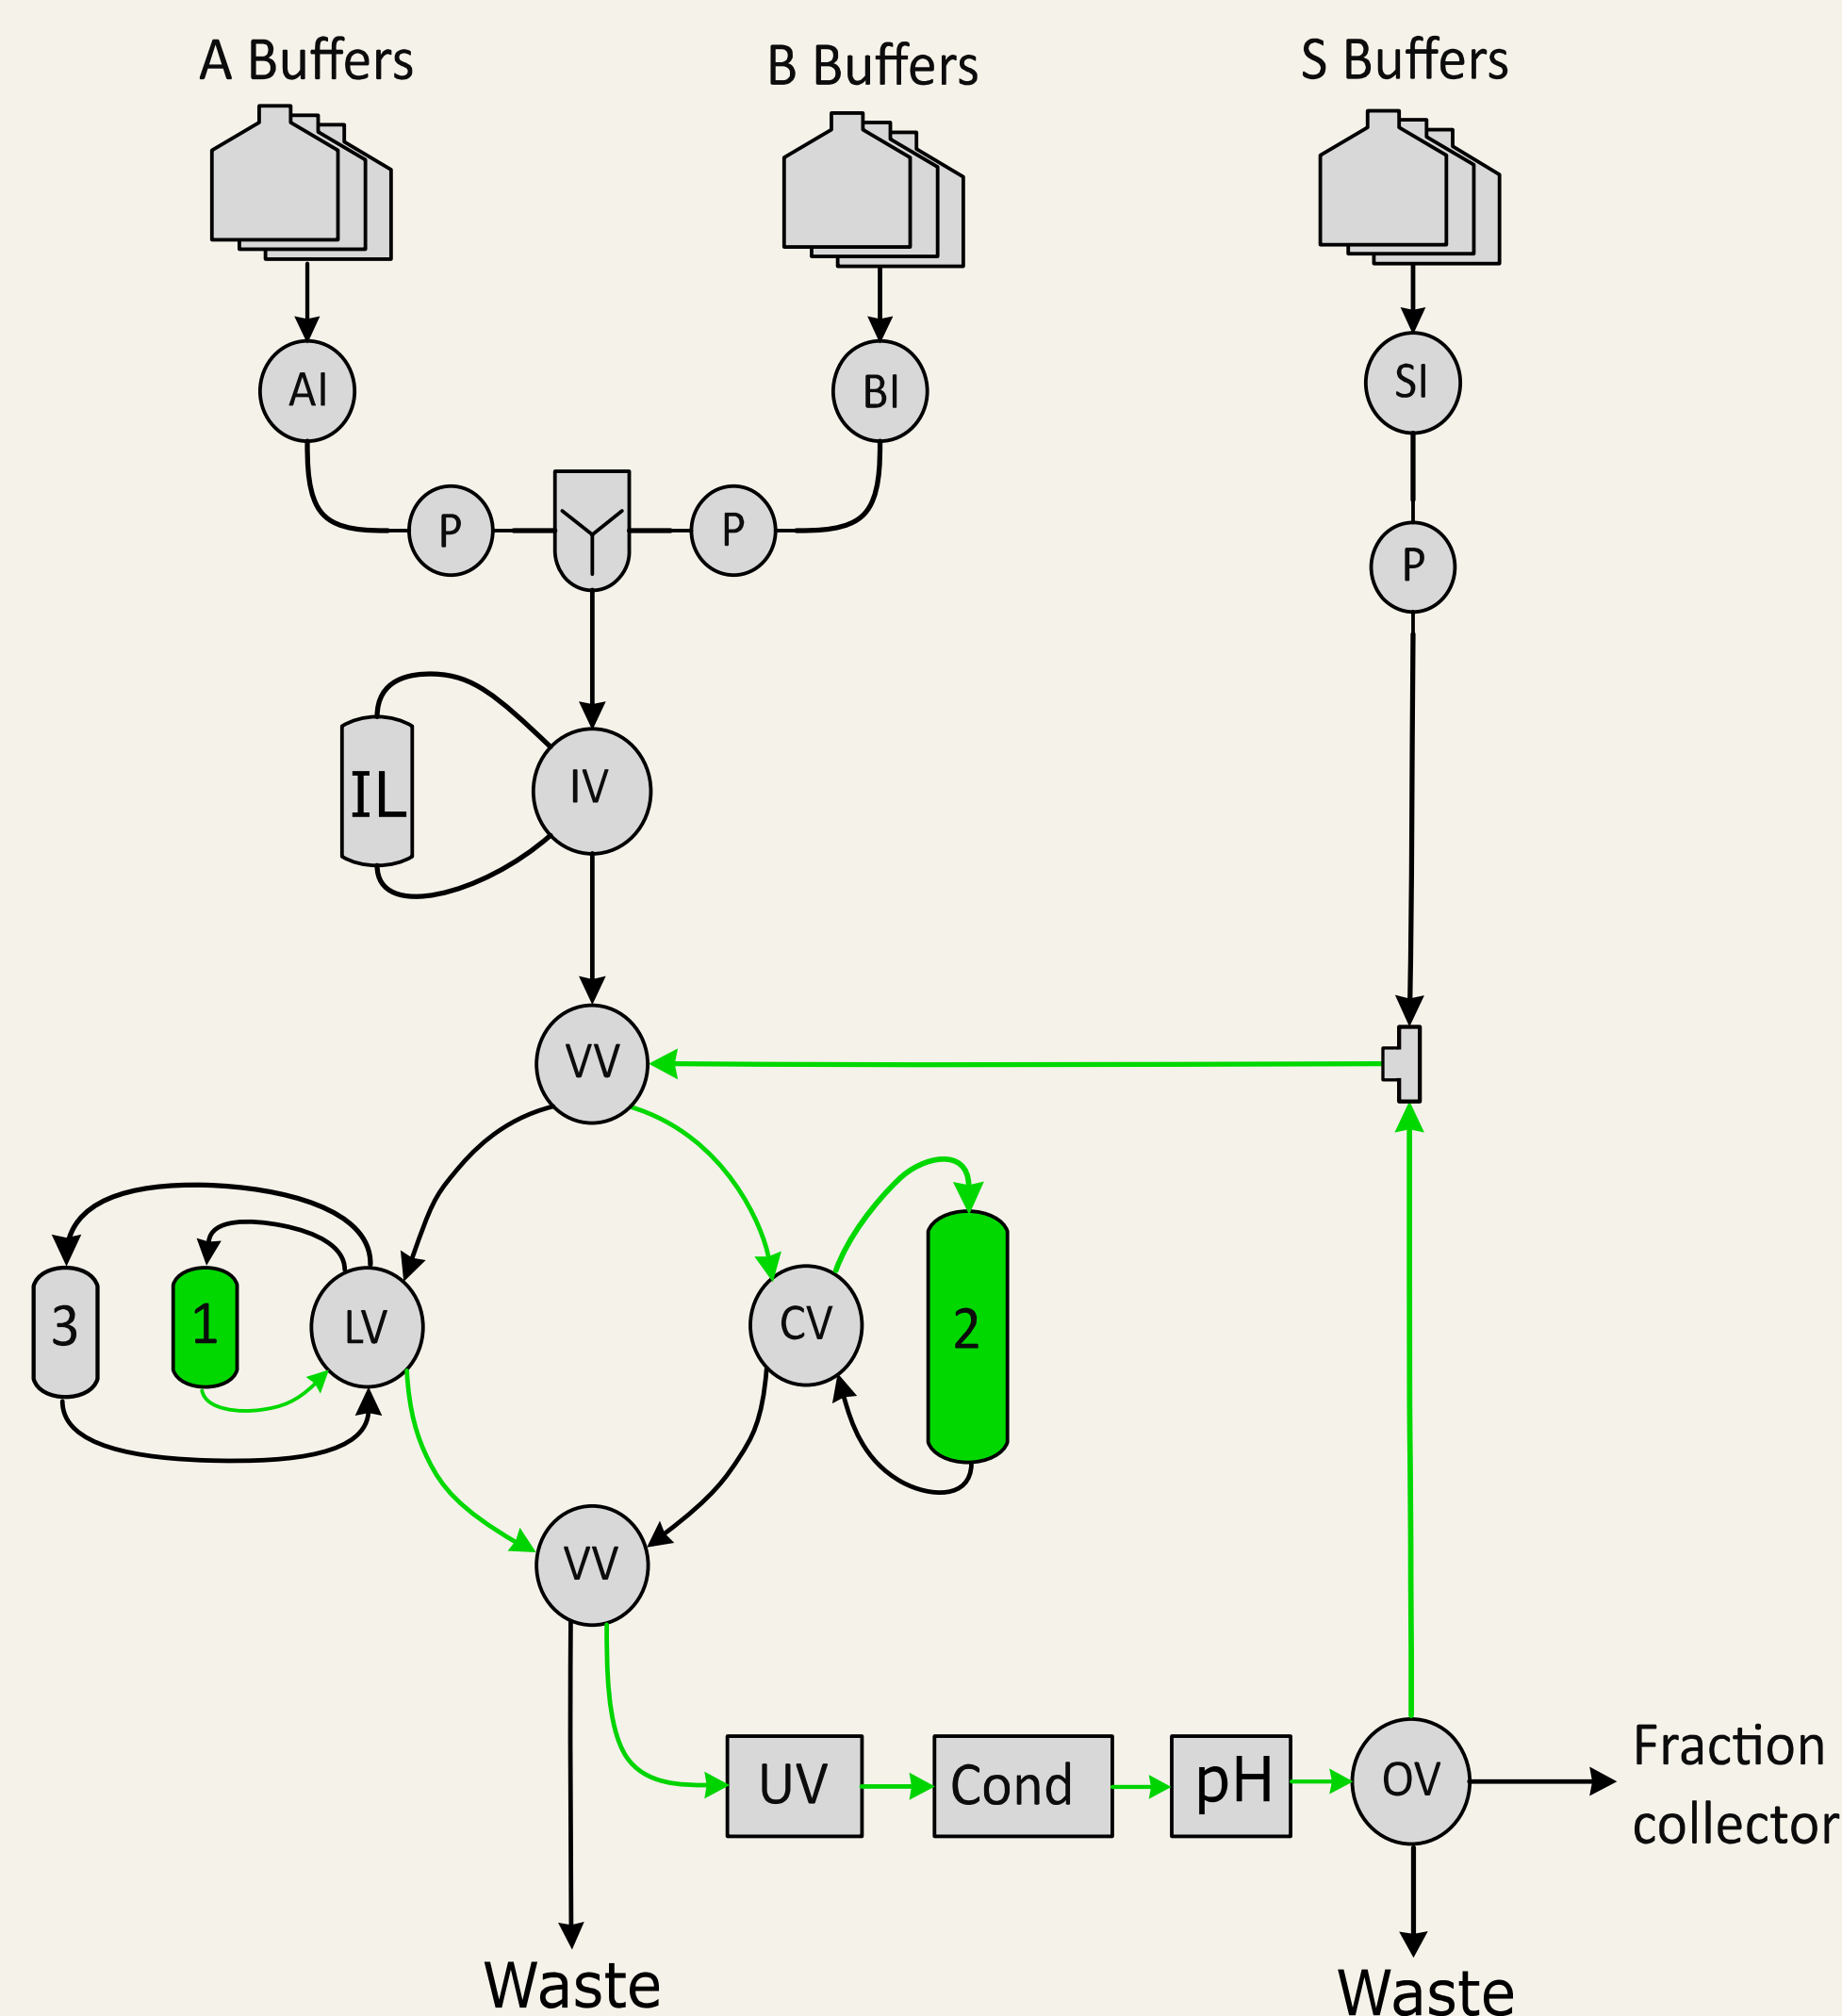 A Buffers
B Buffers
S Buffers
AI
BI
SI
P
P
P
IL
IV
VV
3
1
LV
CV
2
VV
UV
Cond
pH
OV
Fraction
collector
Waste
Waste